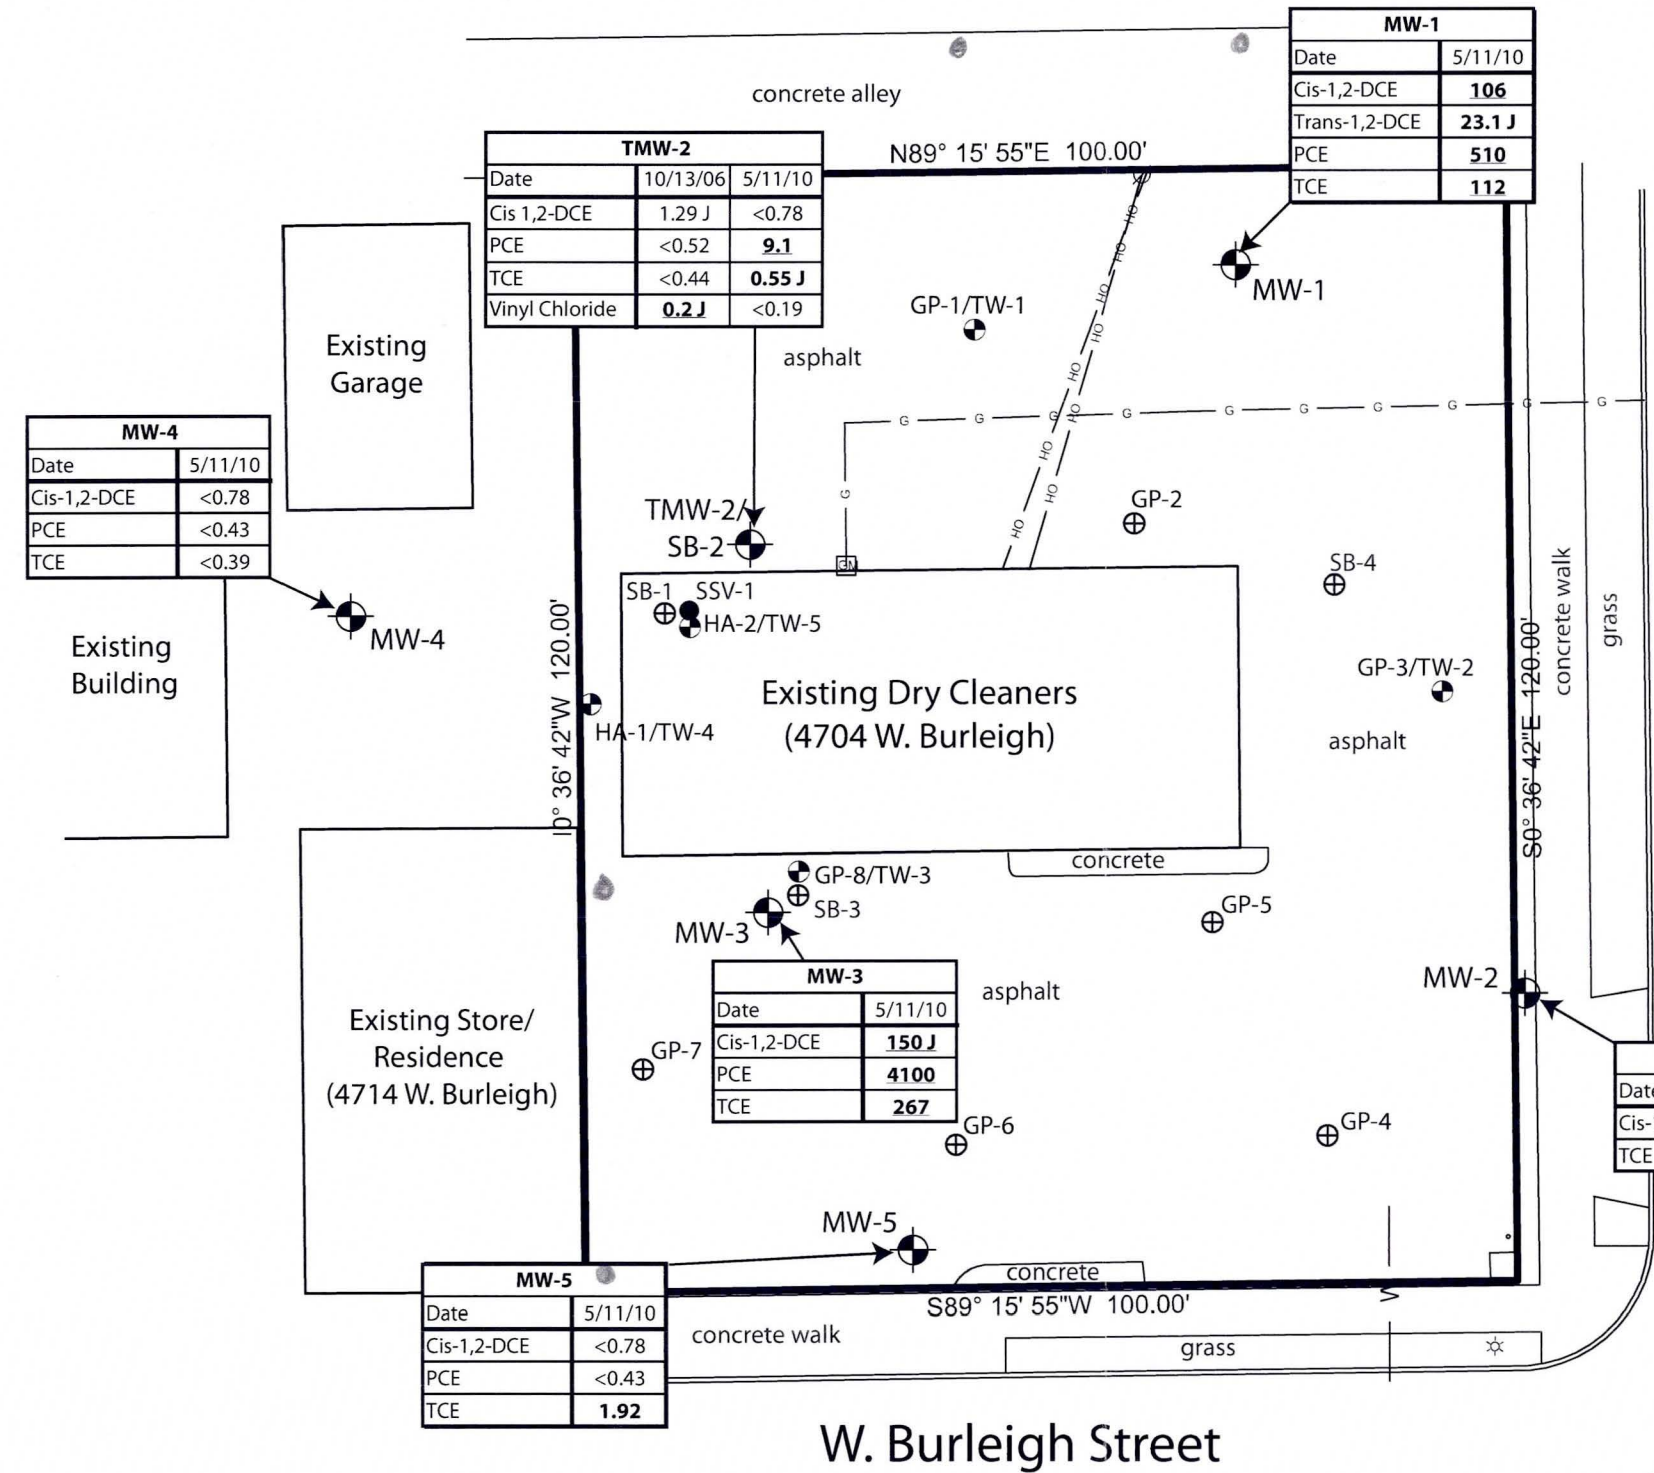 MW-1
Date 5/11/10
Cis-1,2-DCE 106
Trans-1,2-DCE 23.1 J
PCE 510
TCE 112
concrete alley
N89° 15' 55"E 100.00'
TMW-2
Date 10/13/06 5/11/10
Cis 1,2-DCE 1.29 J <0.78
PCE <0.52 9.1
TCE <0.44 0.55 J
Vinyl Chloride 0.2 J <0.19
HO
HO
HO
HO
HO
HO
HO
HO
HO
HO
MW-1
GP-1/TW-1
asphalt
Existing
Garage
G G G G G G G G G G
G
MW-4
Date 5/11/10
Cis-1,2-DCE <0.78
PCE <0.43
TCE <0.39
TMW-2/
SB-2
GM
GP-2
SB-4
SB-1 SSV-1
HA-2/TW-5
MW-4
Existing
Building
0° 36' 42"W 120.00'
HA-1/TW-4
Existing Dry Cleaners
(4704 W. Burleigh)
GP-3/TW-2
asphalt
S0° 36' 42"E 120.00'
concrete walk
grass
concrete
GP-8/TW-3
SB-3
MW-3
GP-5
MW-3
Date 5/11/10
Cis-1,2-DCE 150 J
PCE 4100
TCE 267
asphalt
MW-2
Date
Cis-
TCE
Existing Store/
Residence
(4714 W. Burleigh)
GP-7
GP-6
GP-4
MW-5
concrete
MW-5
Date 5/11/10
Cis-1,2-DCE <0.78
PCE <0.43
TCE 1.92
S89° 15' 55"W 100.00'
W
concrete walk
grass
W. Burleigh Street